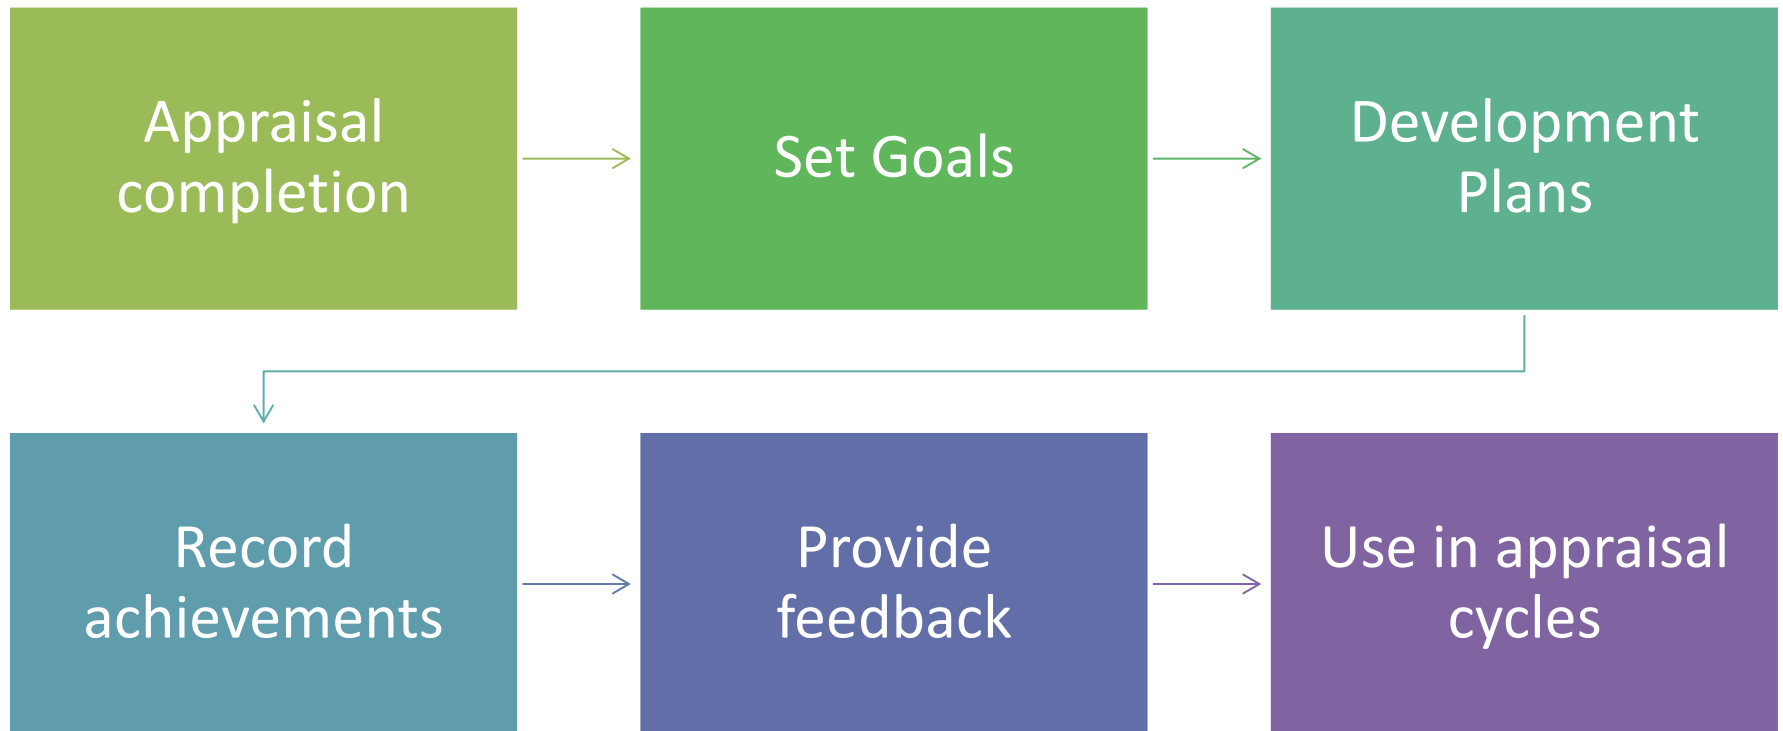 Appraisal
completion
Set Goals
Development
Plans
Record
achievements
Provide
feedback
Use in appraisal
cycles